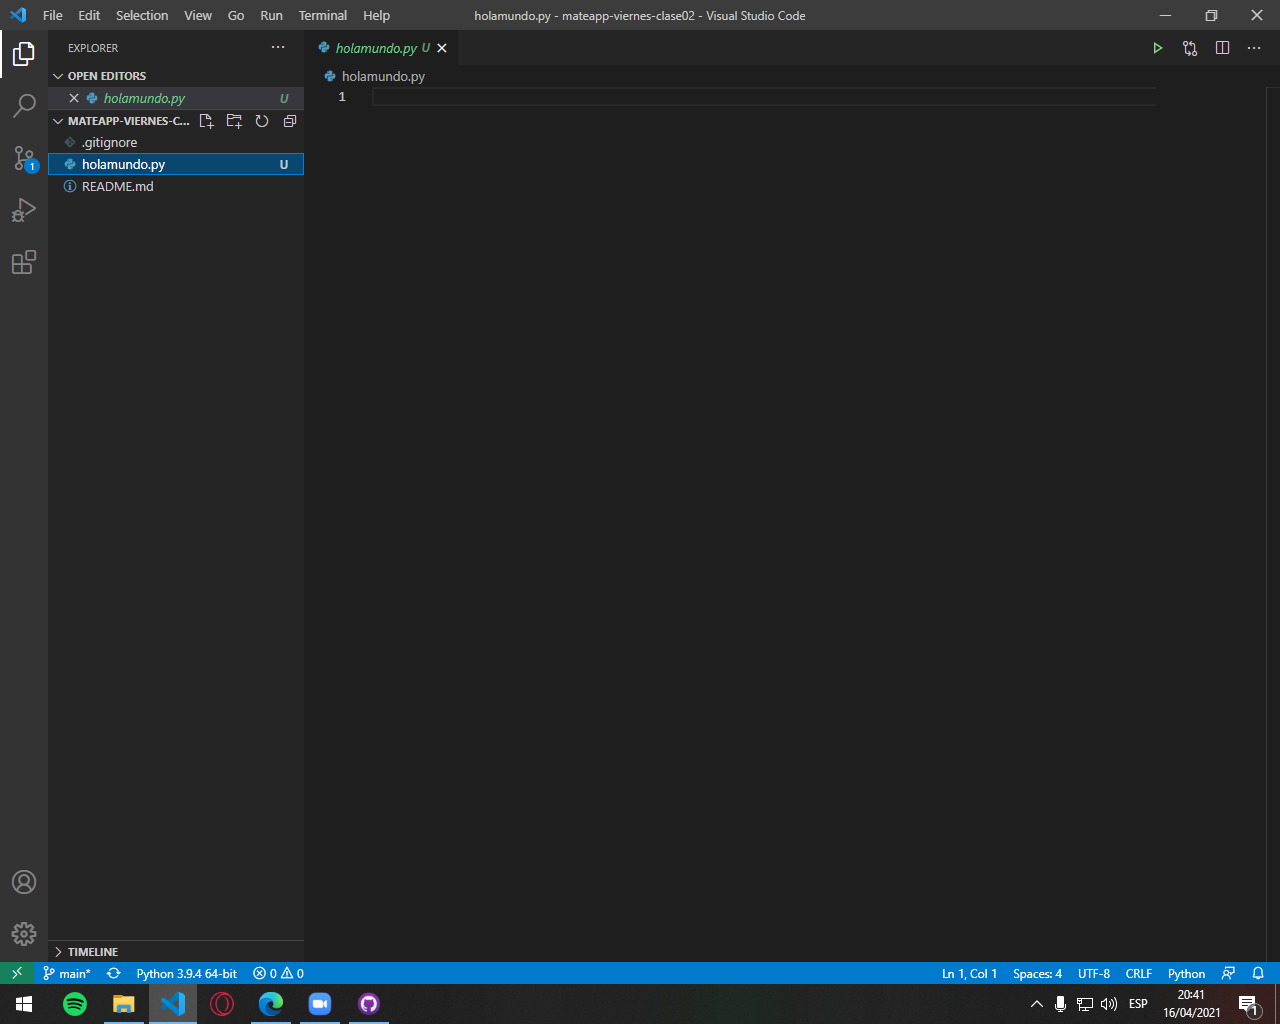 File Edit Selection View Go Run Terminal Help holamundo.py - mateapp-viernes-clase02 - Visual Studio Code
EXPLORER
holamundo.py U
OPEN EDITORS
holamundo.py
holamundo.py U
1
MATEAPP-VIERNES-C...
.gitignore
1
holamundo.py U
README.md
TIMELINE
main* Python 3.9.4 64-bit 0 0 Ln 1, Col 1 Spaces: 4 UTF-8 CRLF Python
ESP 20:41
16/04/2021
1